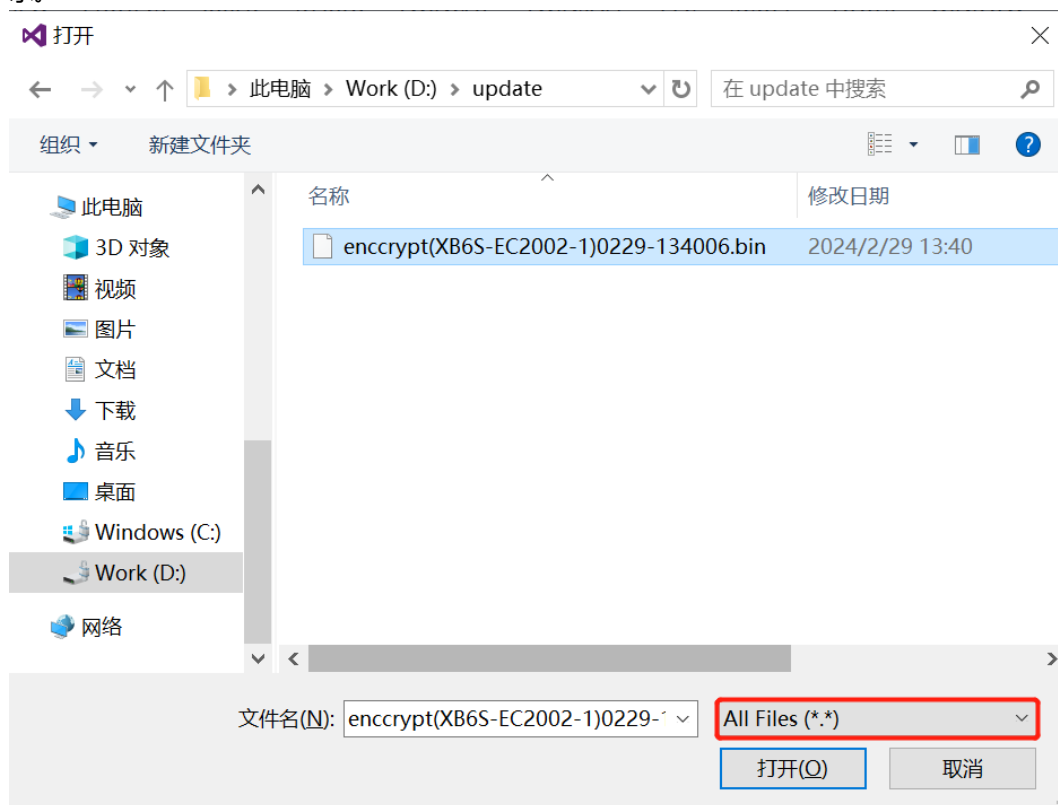 打开
此电脑 > Work (D:) > update
在 update 中搜索
组织
新建文件夹
名称
修改日期
此电脑
3D 对象
视频
图片
文档
下载
音乐
桌面
Windows (C:)
Work (D:)
网络
enccrypt(XB6S-EC2002-1)0229-134006.bin
2024/2/29 13:40
文件名(N):
enccrypt(XB6S-EC2002-1)0229-
All Files (*.*)
打开(O)
取消